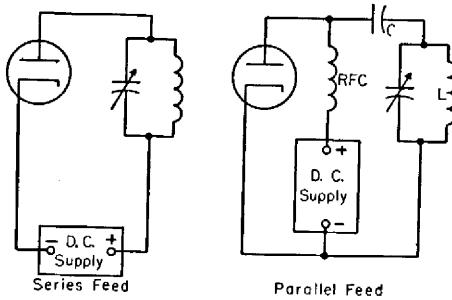 − D.C. +
Supply
Series Feed
C
RFC
L
+
D. C.
Supply
−
Parallel Feed